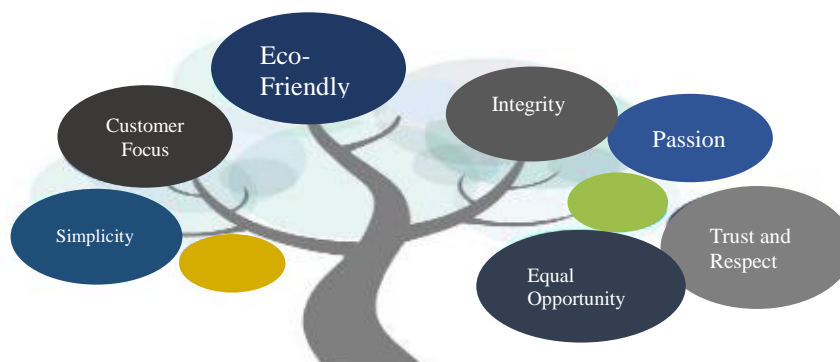 Eco-
Friendly
Integrity
Customer
Focus
Passion
Simplicity
Trust and
Respect
Equal
Opportunity